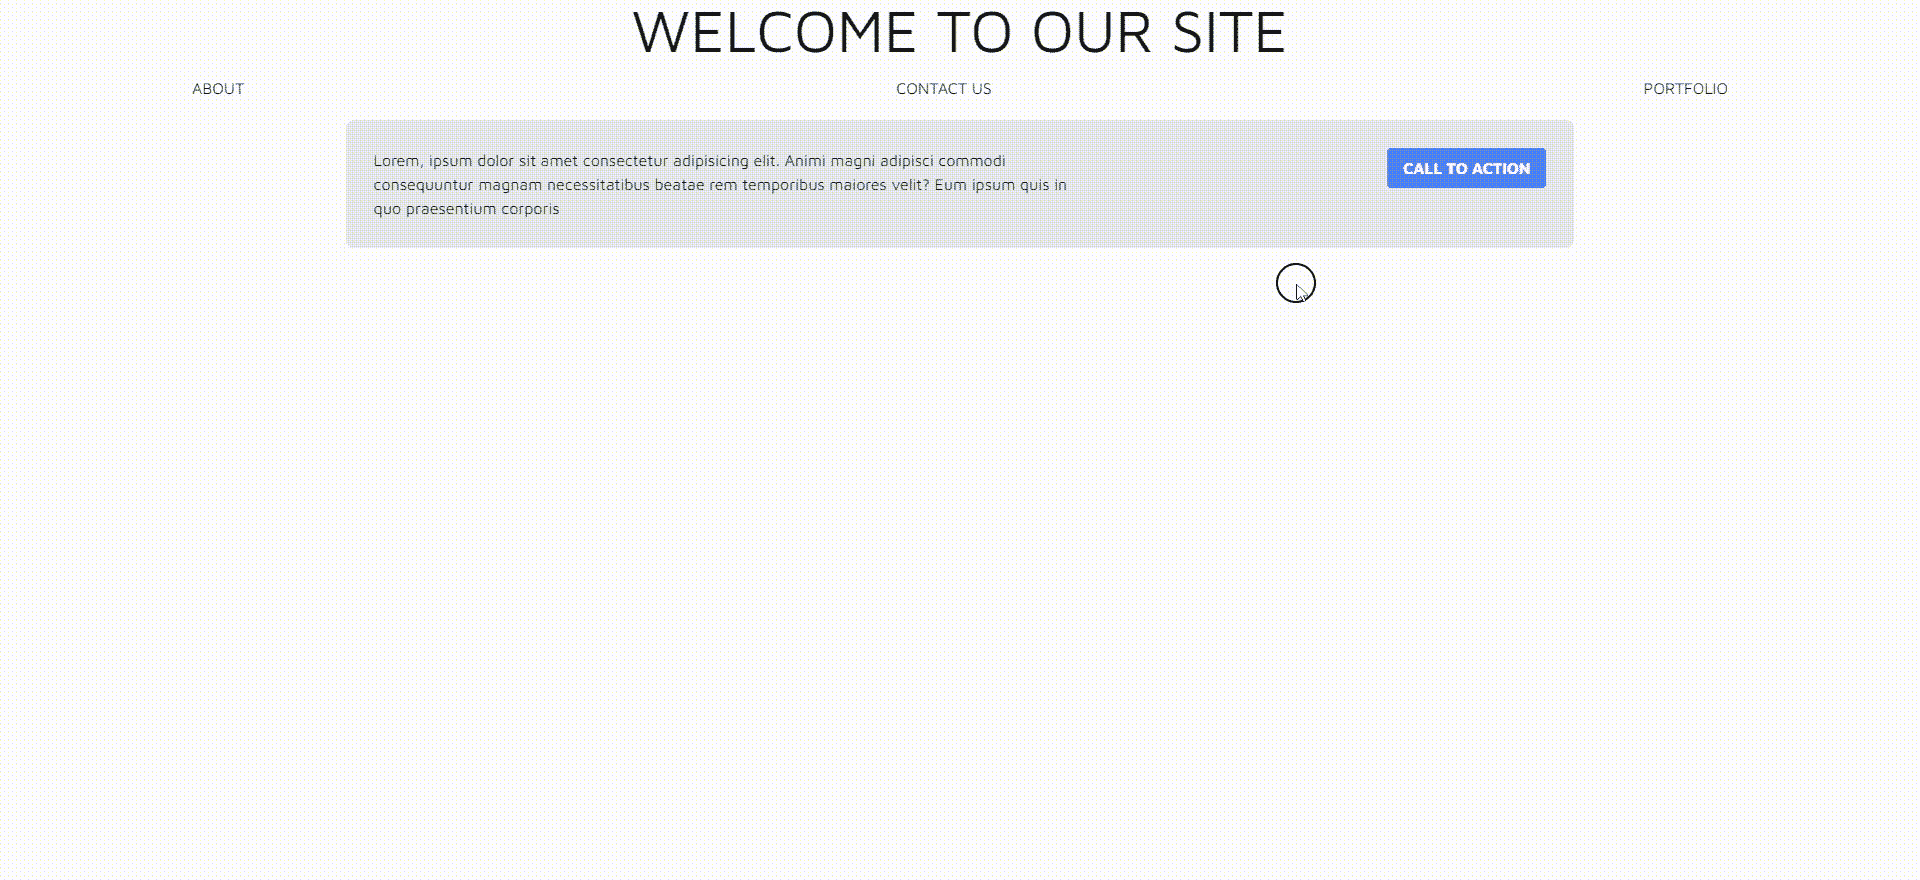 WELCOME TO OUR SITE
ABOUT CONTACT US PORTFOLIO
Lorem, ipsum dolor sit amet consectetur adipisicing elit. Animi magni adipisci commodi
consequuntur magnam necessitatibus beatae rem temporibus maiores velit? Eum ipsum quis in
quo praesentium corporis
CALL TO ACTION